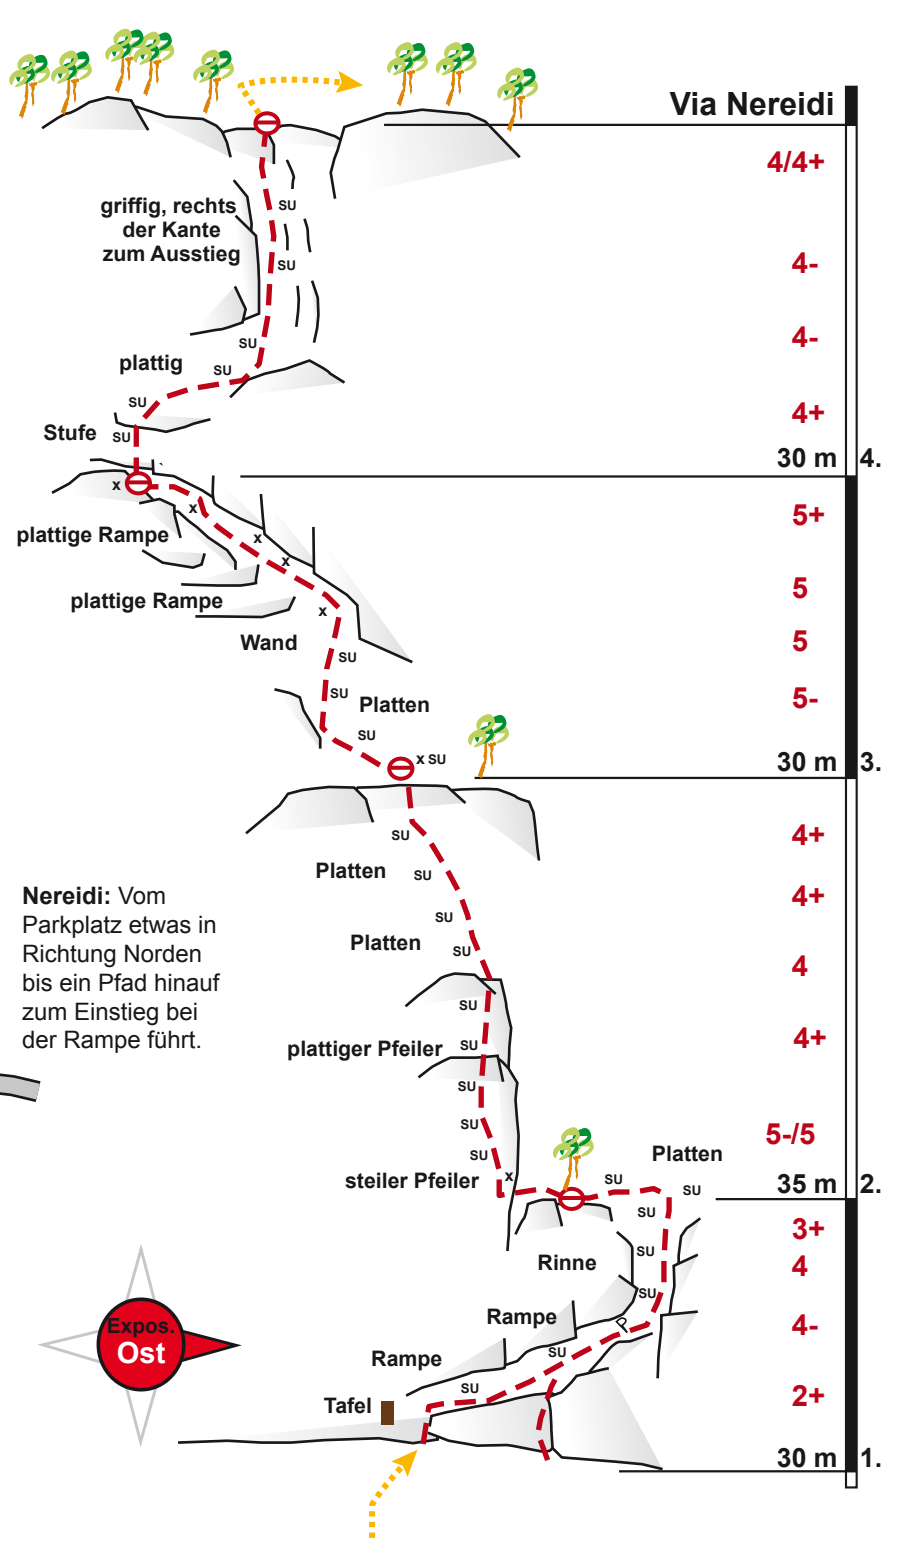 Via Nereidi
4/4+
griffig, rechts
der Kante
zum Ausstieg
SU
4-
SU
4-
SU
plattig
SU
SU
4+
Stufe
SU
30 m
4.
x
x
5+
plattige Rampe
x
x
5
plattige Rampe
x
Wand
5
SU
SU
5-
Platten
SU
x SU
30 m
3.
SU
4+
Platten
SU
4+
Nereidi: Vom
Parkplatz etwas in
Richtung Norden
bis ein Pfad hinauf
zum Einstieg bei
der Rampe führt.
SU
Platten
SU
4
SU
plattiger Pfeiler
SU
4+
SU
SU
5-/5
SU
Platten
steiler Pfeiler
x
SU
SU
35 m
2.
SU
3+
Rinne
SU
4
SU
Rampe
P
4-
Rampe
SU
SU
2+
Tafel
30 m
1.
Expos.
Ost